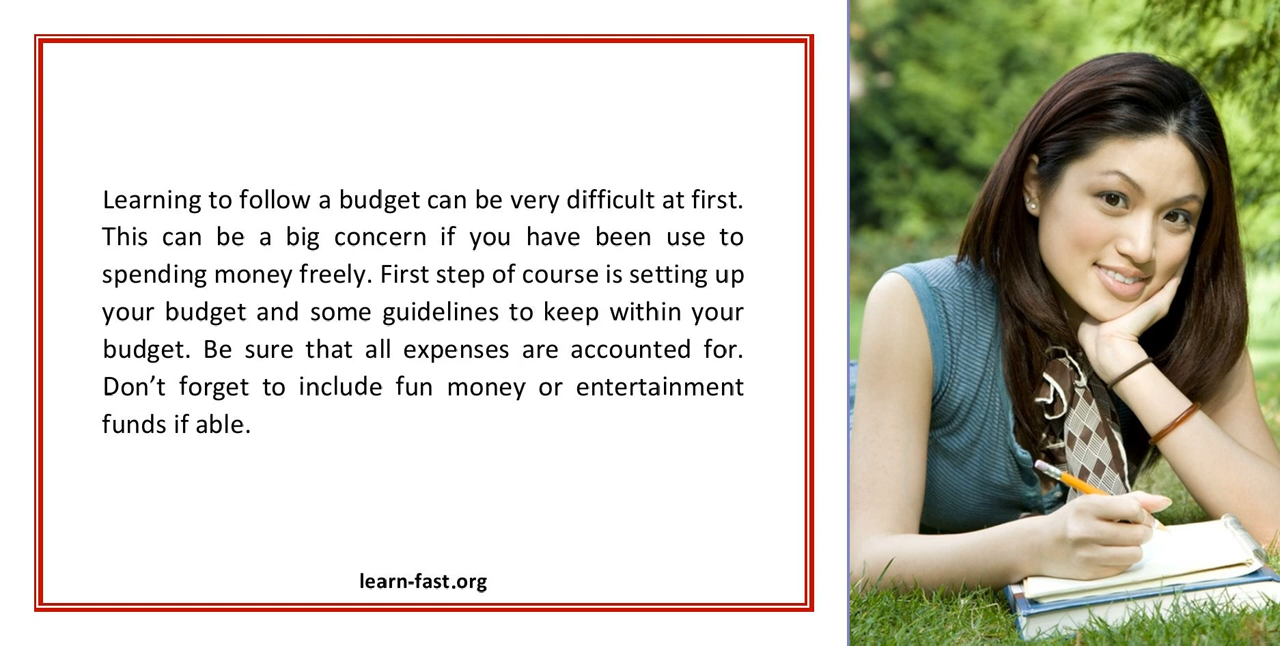 Learning to follow a budget can be very difficult at first.
This can be a big concern if you have been use to
spending money freely. First step of course is setting up
your budget and some guidelines to keep within your
budget. Be sure that all expenses are accounted for.
Don’t forget to include fun money or entertainment
funds if able.
learn-fast.org